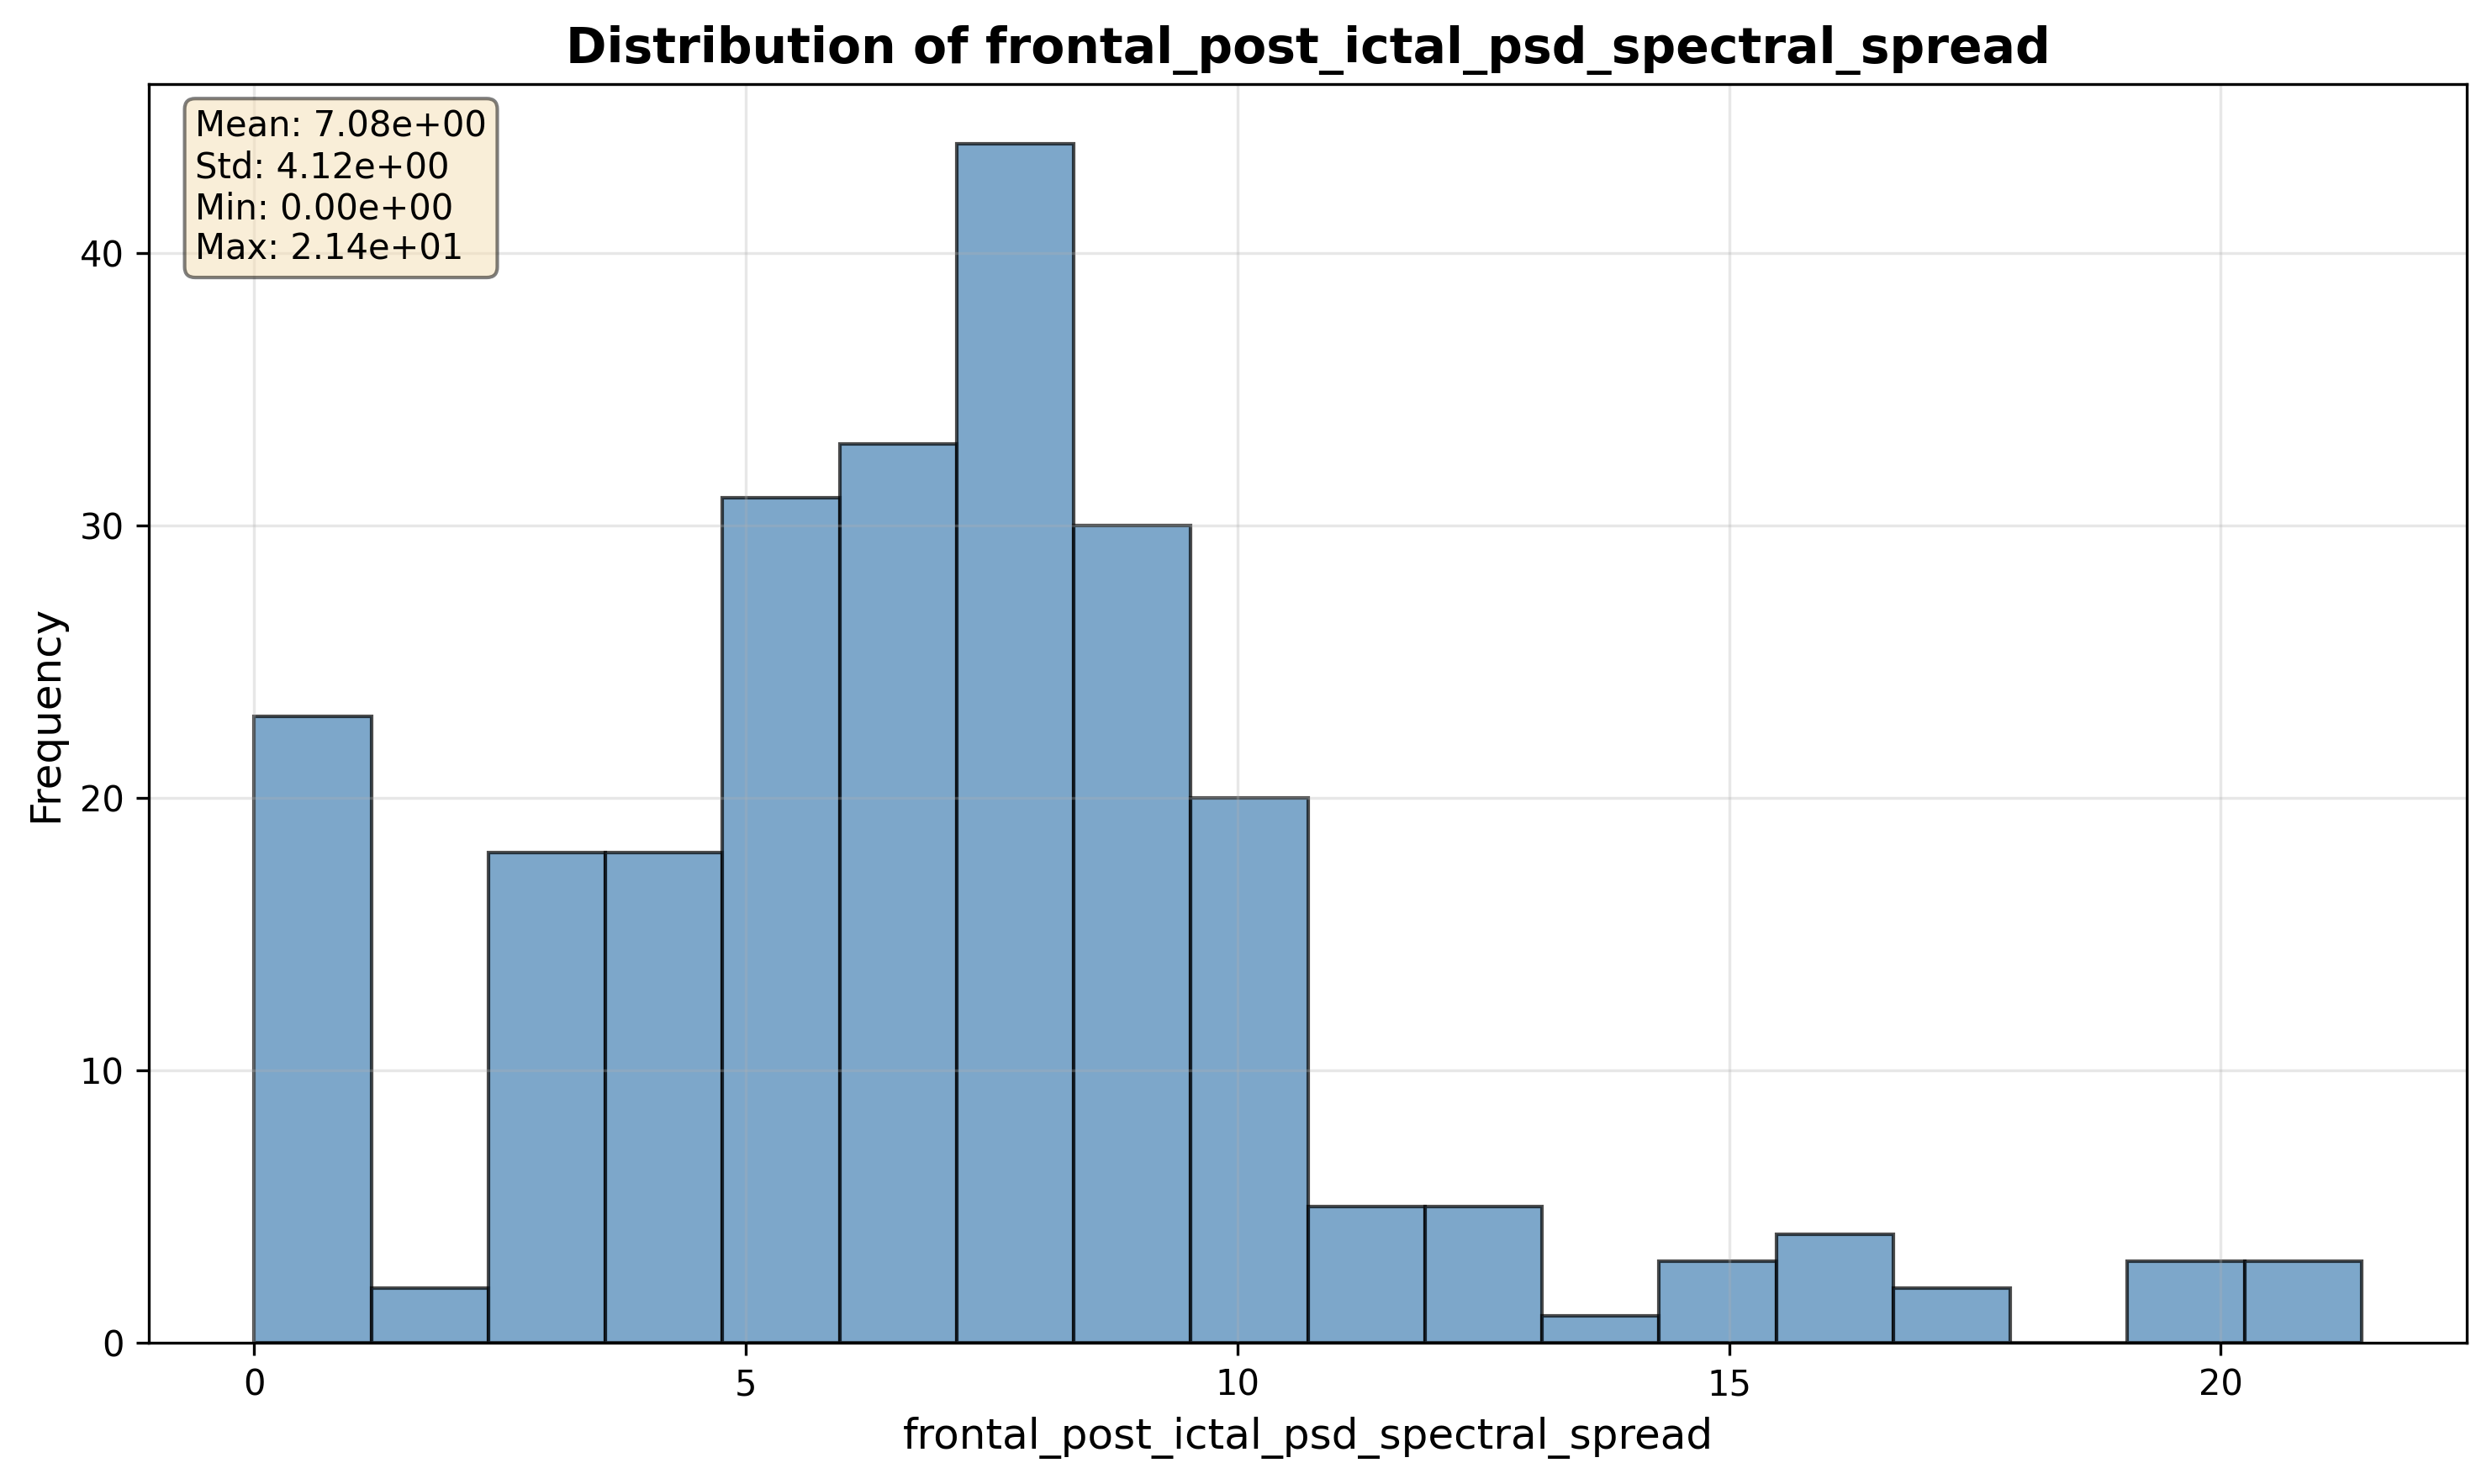 Distribution of frontal_post_ictal_psd_spectral_spread
Mean: 7.08e+00
Std: 4.12e+00
Min: 0.00e+00
Max: 2.14e+01
Frequency
40
30
20
10
0
0 5 10 15 20
frontal_post_ictal_psd_spectral_spread